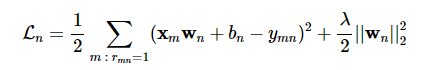 $$\mathcal{L}_n = \frac{1}{2} \sum_{m \,:\, r_{mn}=1} (\mathbf{x}_m \mathbf{w}_n + b_n - y_{mn})^2 + \frac{\lambda}{2} ||\mathbf{w}_n||_2^2$$